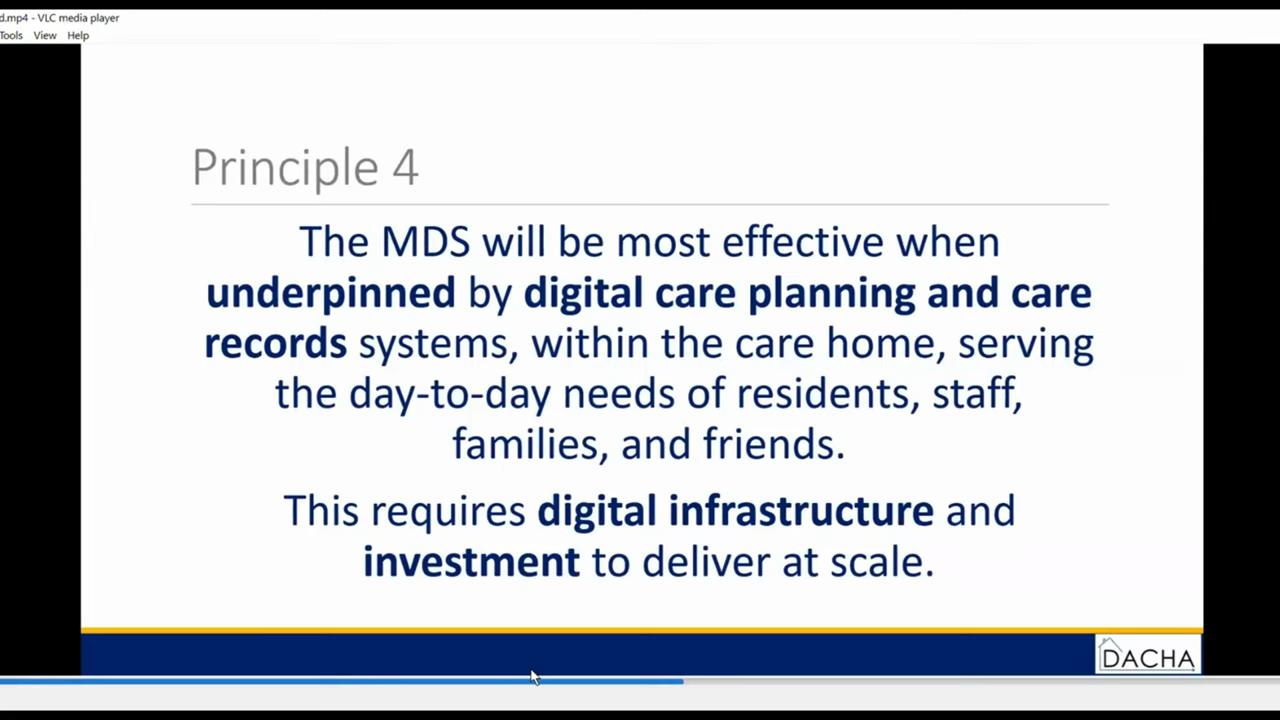 d.mp4 - VLC media player
Tools View Help
Principle 4
The MDS will be most effective when
underpinned by digital care planning and care
records systems, within the care home, serving
the day-to-day needs of residents, staff,
families, and friends.
This requires digital infrastructure and
investment to deliver at scale.
DACHA